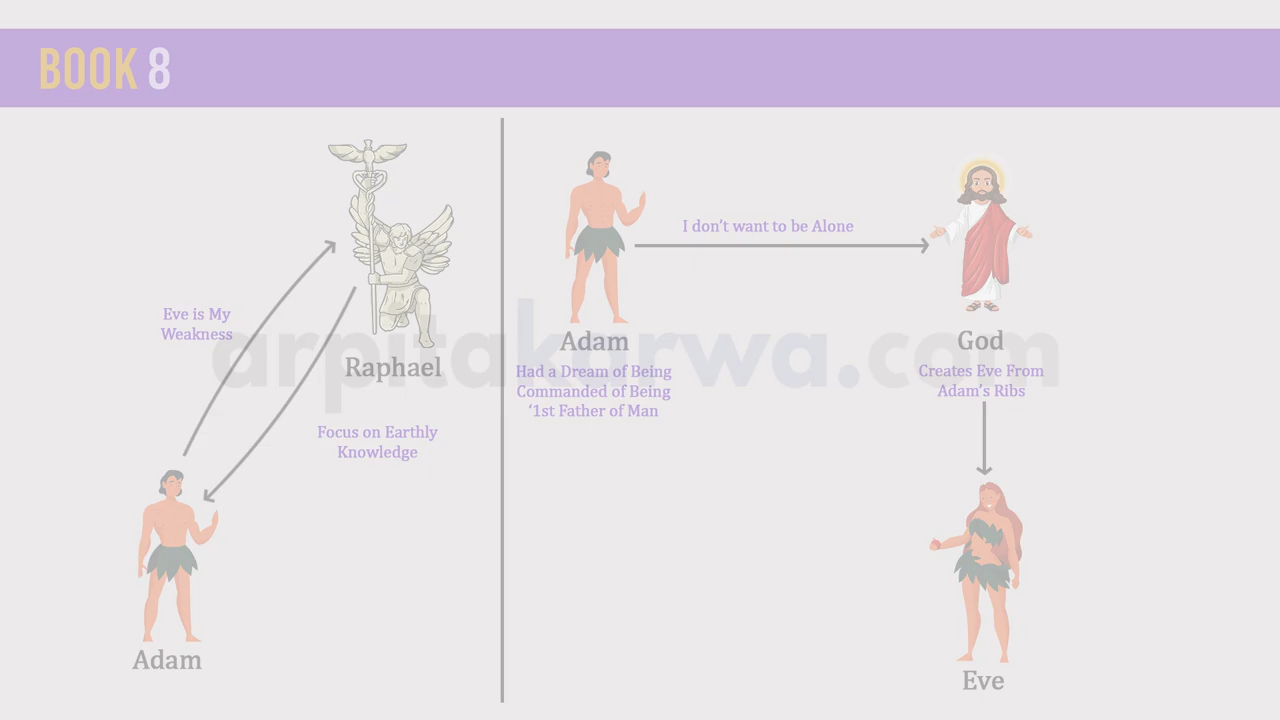 BOOK 8
Eve is My
Weakness
Raphael
Focus on Earthly
Knowledge
Adam
I don't want to be Alone
Adam
Had a Dream of Being
Commanded of Being
‘1st Father of Man
God
Creates Eve From
Adam's Ribs
Eve
arpitakarwa.com